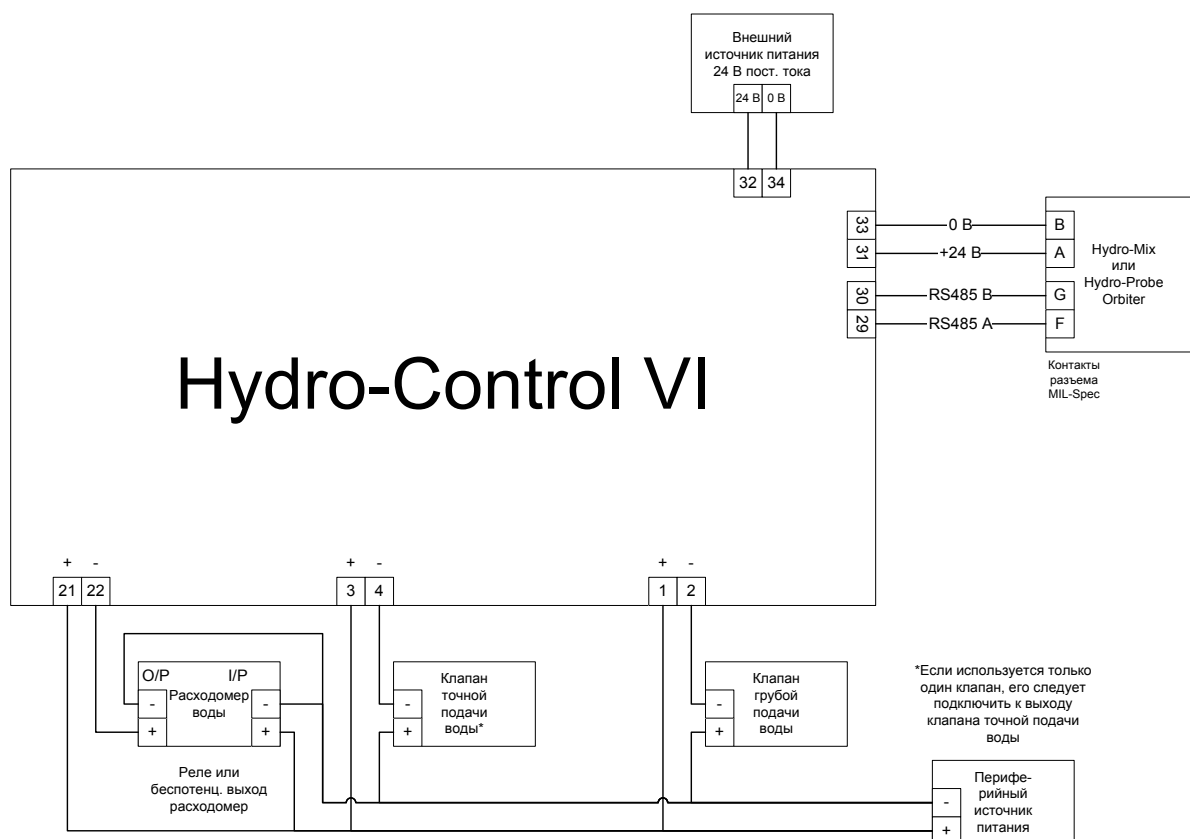 Внешний
источник питания
24 В пост. тока
24 В 0 В
32 34
33 0 В B
31 +24 В A
30 RS485 B G
29 RS485 A F
Hydro-Mix
или
Hydro-Probe
Orbiter
Контакты
разъема
MIL-Spec
Hydro-Control VI
+ - + - + -
21 22 3 4 1 2
O/P I/P
Расходомер
воды
- -
+ +
Реле или
беспотенц. выход
расходомер
Клапан
точной
подачи
воды*
-
+
Клапан
грубой
подачи
воды
-
+
*Если используется только
один клапан, его следует
подключить к выходу
клапана точной подачи
воды
Перифе-
рийный
источник
питания
-
+